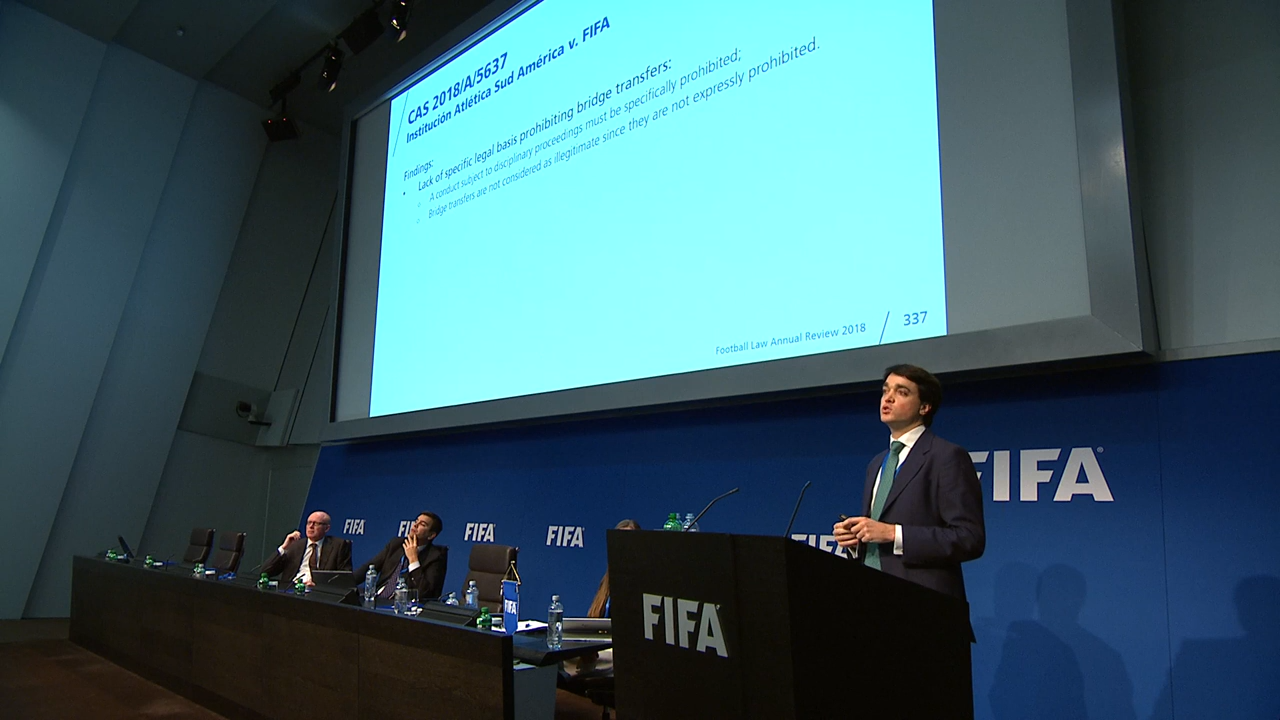 CAS 2018/A/5637
Institución Atlética Sud América v. FIFA
Findings:
• Lack of specific legal basis prohibiting bridge transfers:
○ A conduct subject to disciplinary proceedings must be specifically prohibited;
○ Bridge transfers are not considered as illegitimate since they are not expressly prohibited.
Football Law Annual Review 2018 / 337
FIFA®
FIFA
FIFA
FIFA
FIFA
FIFA
FIFA
FIFA